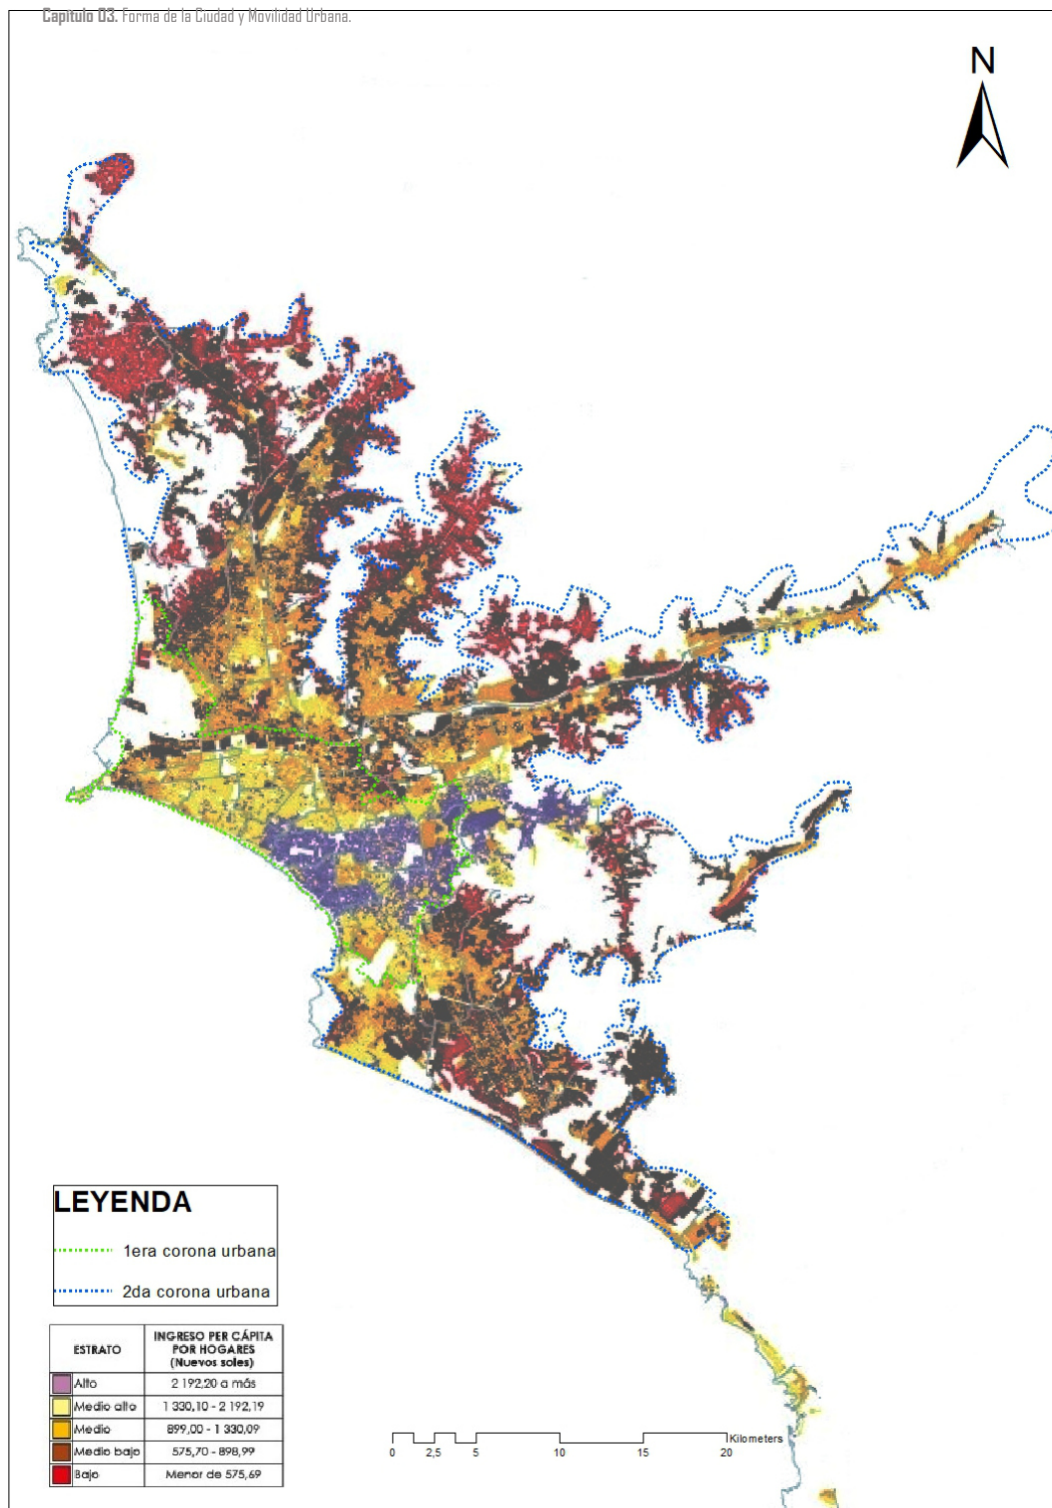 Capitulo 03. Forma de la Ciudad y Movilidad Urbana.
N
LEYENDA
1era corona urbana
2da corona urbana
ESTRATO
INGRESO PER CÁPITA
POR HOGARES
(Nuevos soles)
Alto 2 192,20 a más
Medio alto 1 330,10 - 2 192,19
Medio 899,00 - 1 330,09
Medio bajo 575,70 - 898,99
Bajo Menor de 575,69
0 2,5 5 10 15 20 Kilometers